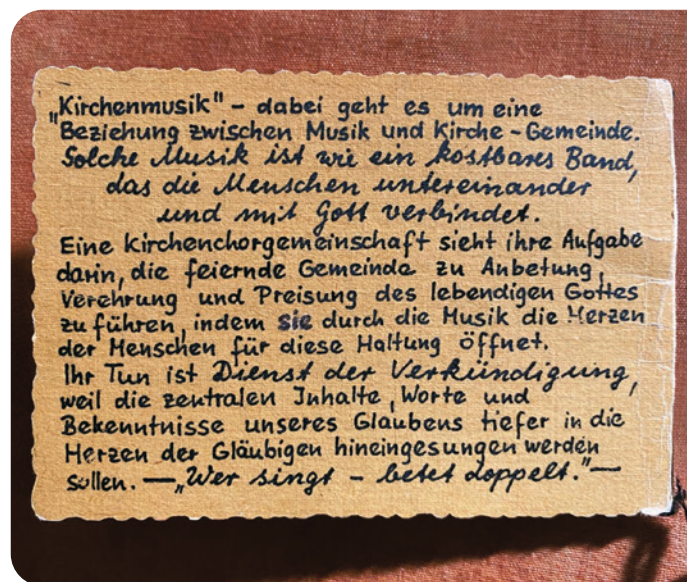 „Kirchenmusik" – dabei geht es um eine
Beziehung zwischen Musik und Kirche-Gemeinde.
Solche Musik ist wie ein kostbares Band,
das die Menschen untereinander
und mit Gott verbindet.
Eine Kirchenchorgemeinschaft sieht ihre Aufgabe
darin, die feiernde Gemeinde zu Anbetung,
Verehrung und Preisung des lebendigen Gottes
zu führen, indem sie durch die Musik die Herzen
der Menschen für diese Haltung öffnet.
Ihr Tun ist Dienst der Verkündigung,
weil die zentralen Inhalte, Worte und
Bekenntnisse unseres Glaubens tiefer in die
Herzen der Gläubigen hineingesungen werden
sollen. — „Wer singt – betet doppelt." —